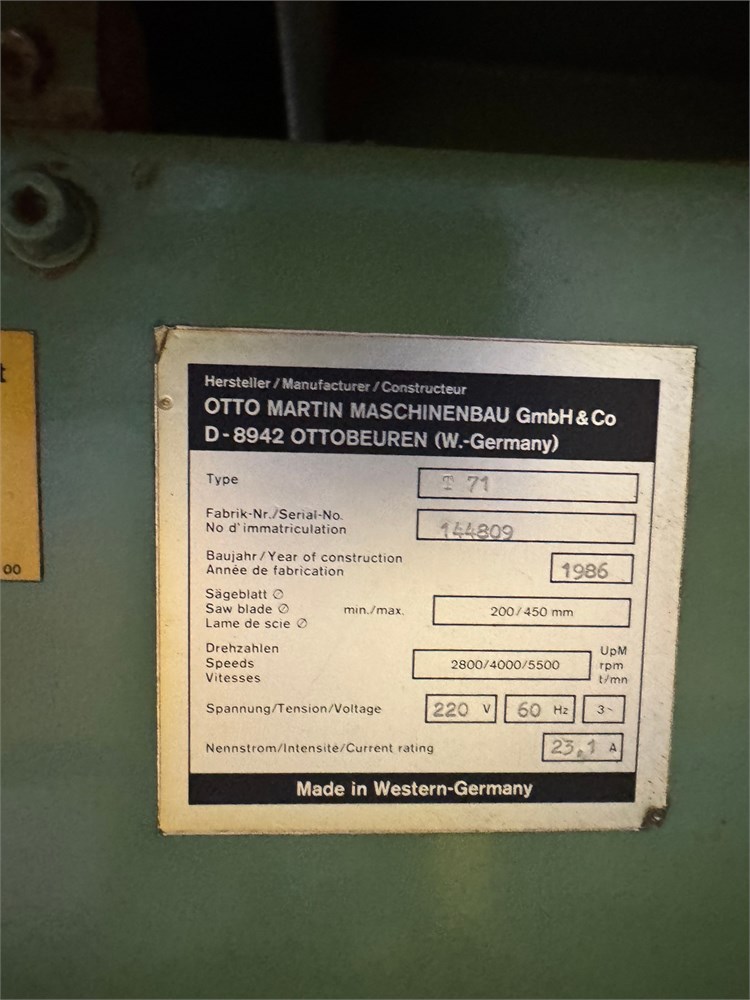 Hersteller / Manufacturer / Constructeur
OTTO MARTIN MASCHINENBAU GmbH & Co
D-8942 OTTOBEUREN (W.-Germany)
Type T 71
Fabrik-Nr./Serial-No.
No d'immatriculation 144809
Baujahr / Year of construction
Année de fabrication 1986
Sägeblatt ∅
Saw blade ∅ min./max. 200/450 mm
Lame de scie ∅
Drehzahlen UpM
Speeds 2800/4000/5500 rpm
Vitesses t/mn
Spannung/Tension/Voltage 220 V 60 Hz 3~
Nennstrom/Intensité/Current rating 23,1 A
Made in Western-Germany
t
00